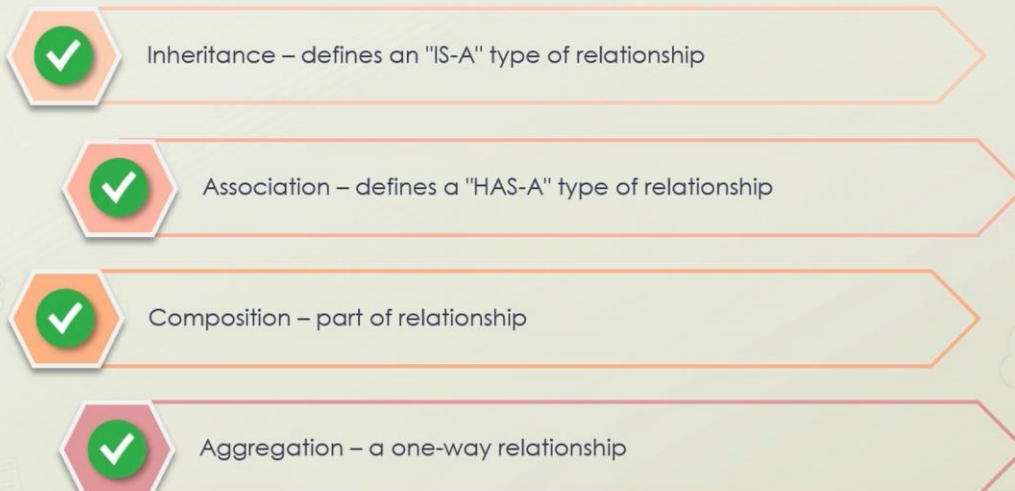 Inheritance – defines an "IS-A" type of relationship
Association – defines a "HAS-A" type of relationship
Composition – part of relationship
Aggregation – a one-way relationship